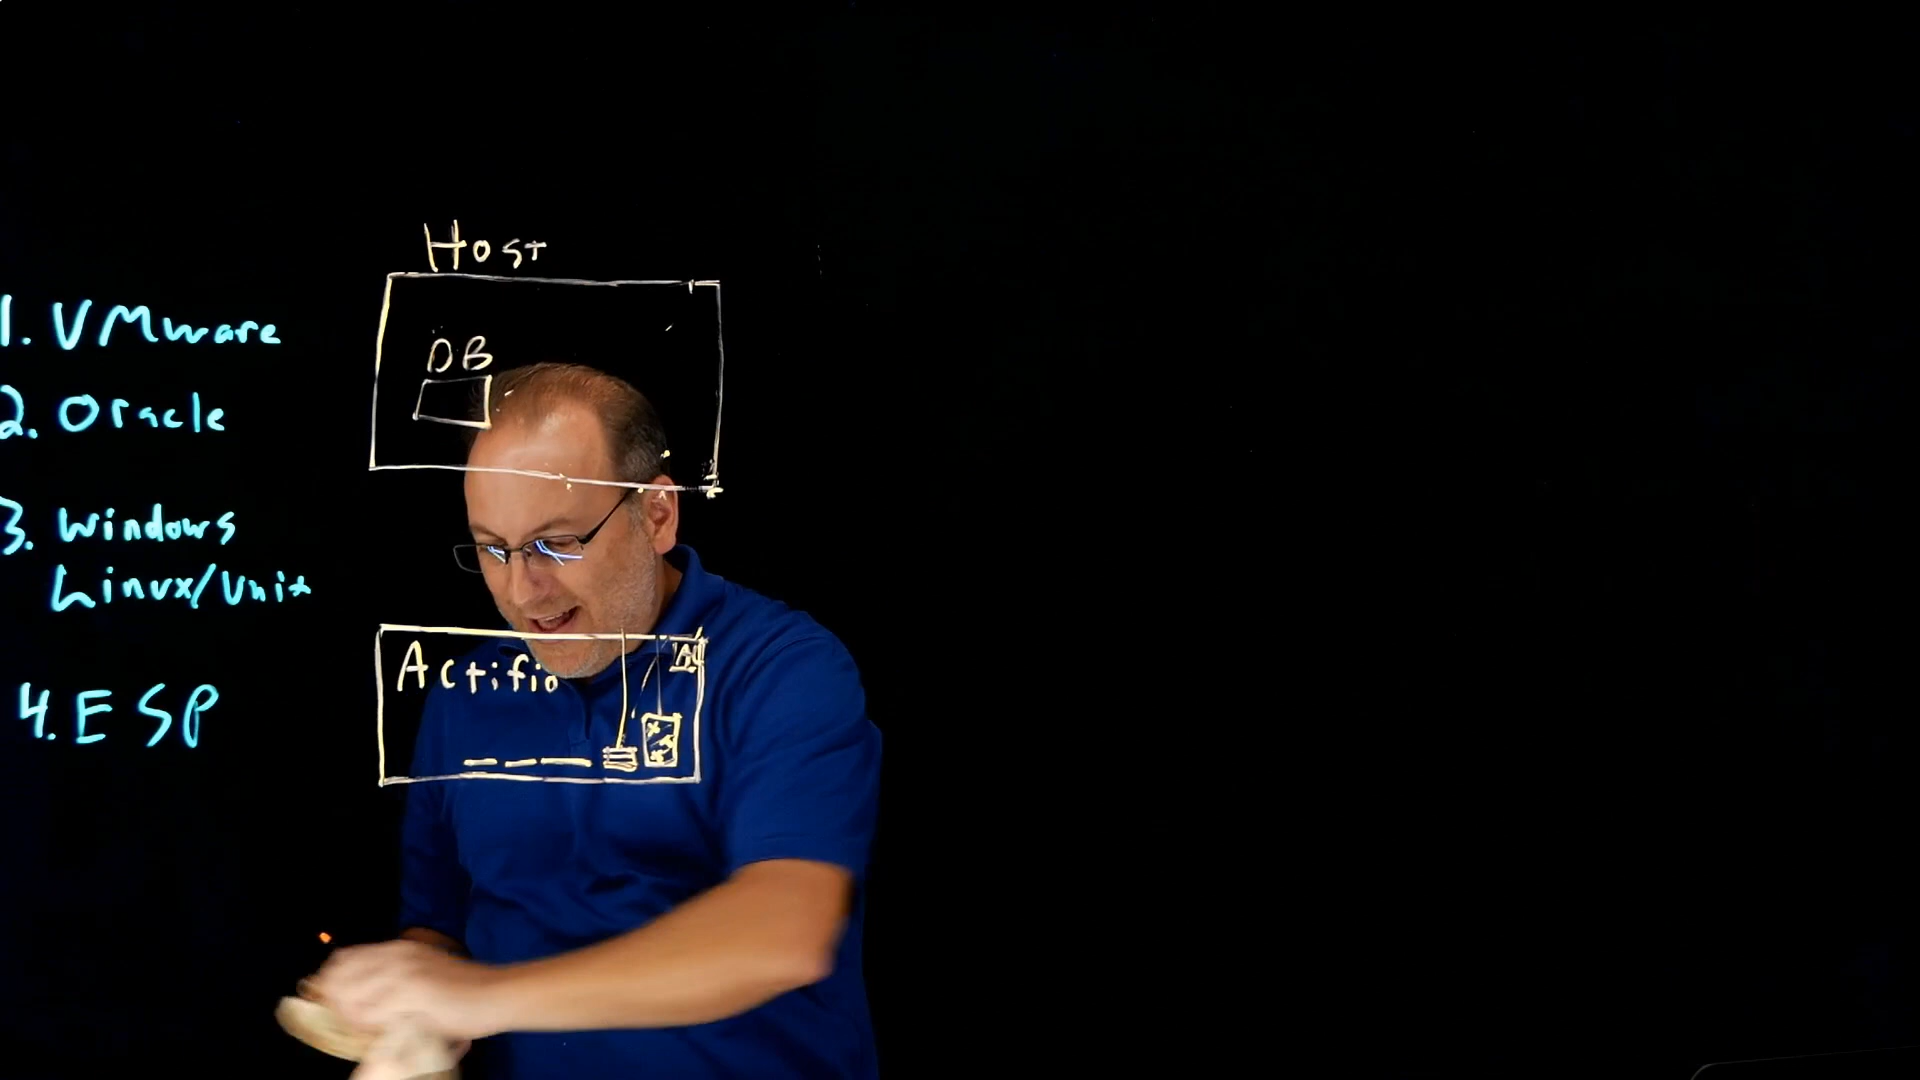 1. VMware
2. Oracle
3. Windows
Linux/Unix
4. ESP
Host
DB
Actifio